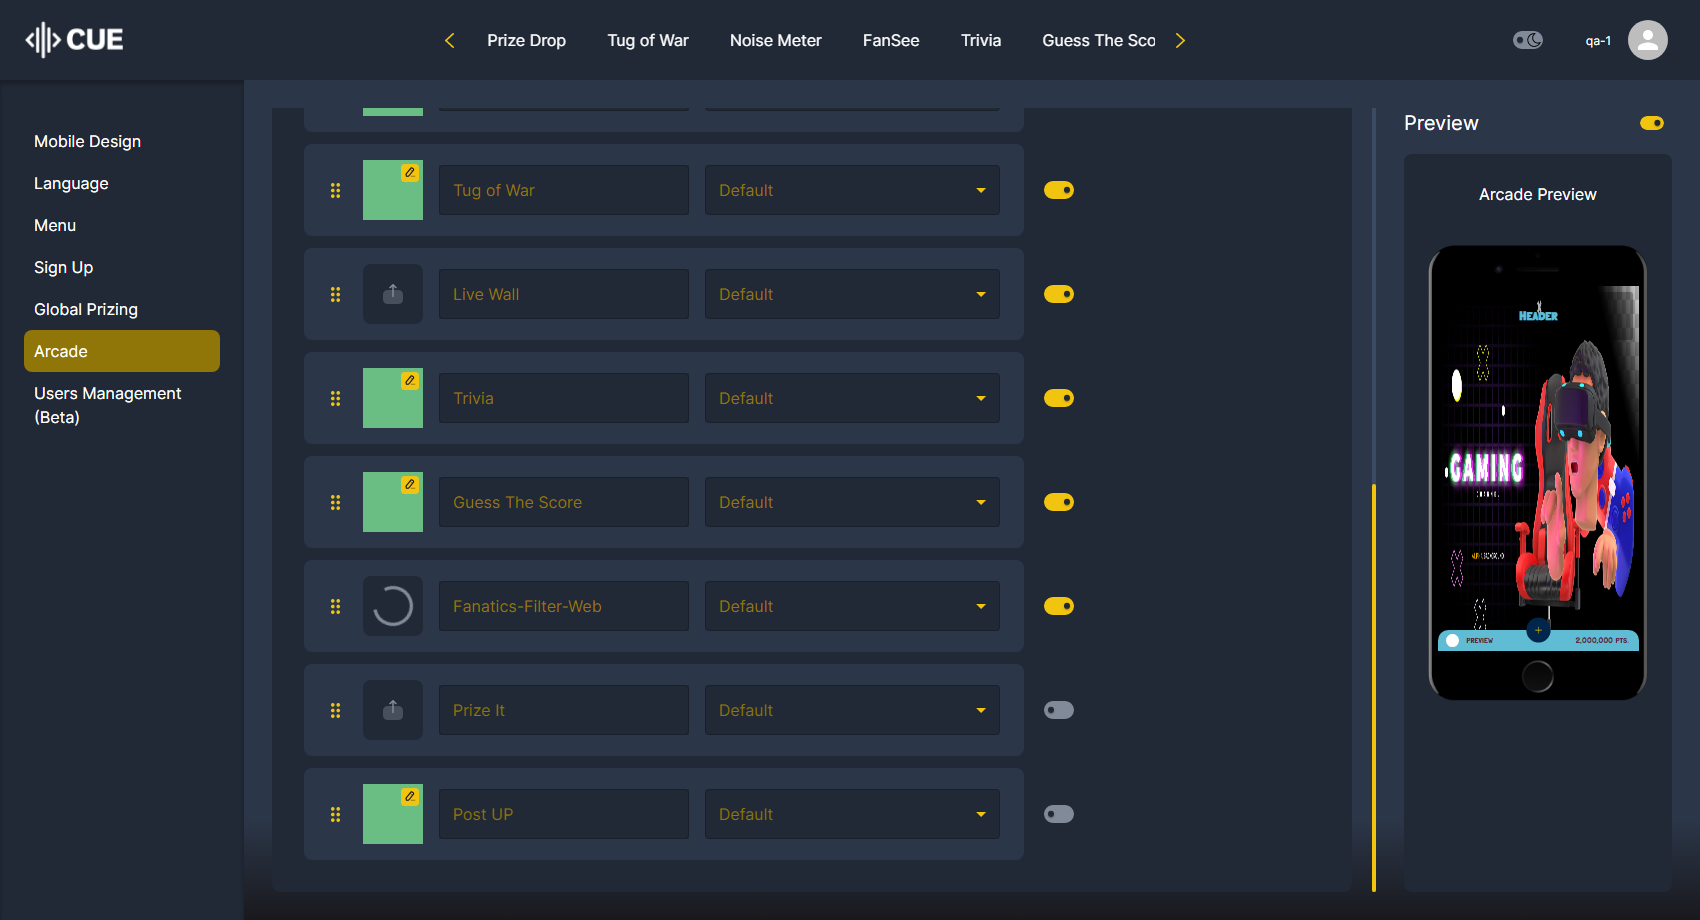 CUE
Prize Drop
Tug of War
Noise Meter
FanSee
Trivia
Guess The Sco
qa-1
Mobile Design
Language
Menu
Sign Up
Global Prizing
Arcade
Users Management
(Beta)
Tug of War
Default
Live Wall
Default
Trivia
Default
Guess The Score
Default
Fanatics-Filter-Web
Default
Prize It
Default
Post UP
Default
Preview
Arcade Preview
HEADER
GAMING
CHANNEL
PREVIEW
2,000,000 PTS.